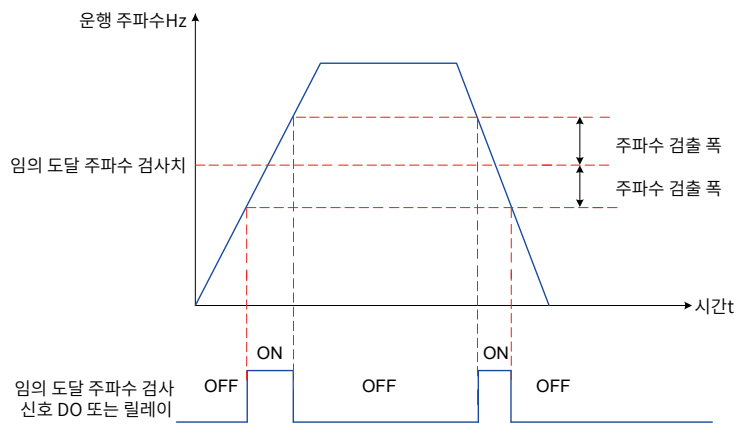 운행 주파수Hz
주파수 검출 폭
임의 도달 주파수 검사치
주파수 검출 폭
시간t
ON
ON
임의 도달 주파수 검사
신호 DO 또는 릴레이
OFF
OFF
OFF